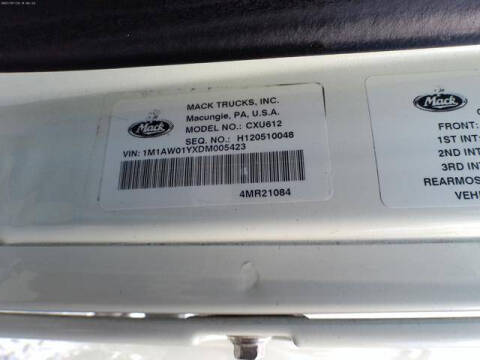 MACK TRUCKS, INC.
Macungie, PA, U.S.A.
Mack
MODEL NO.: CXU612
SEQ. NO.: H120510048
VIN: 1M1AW01YXDM005423
4MR21084
Mack
FRONT:
1ST INT:
2ND INT
3RD INT
REARMOS
VEHI